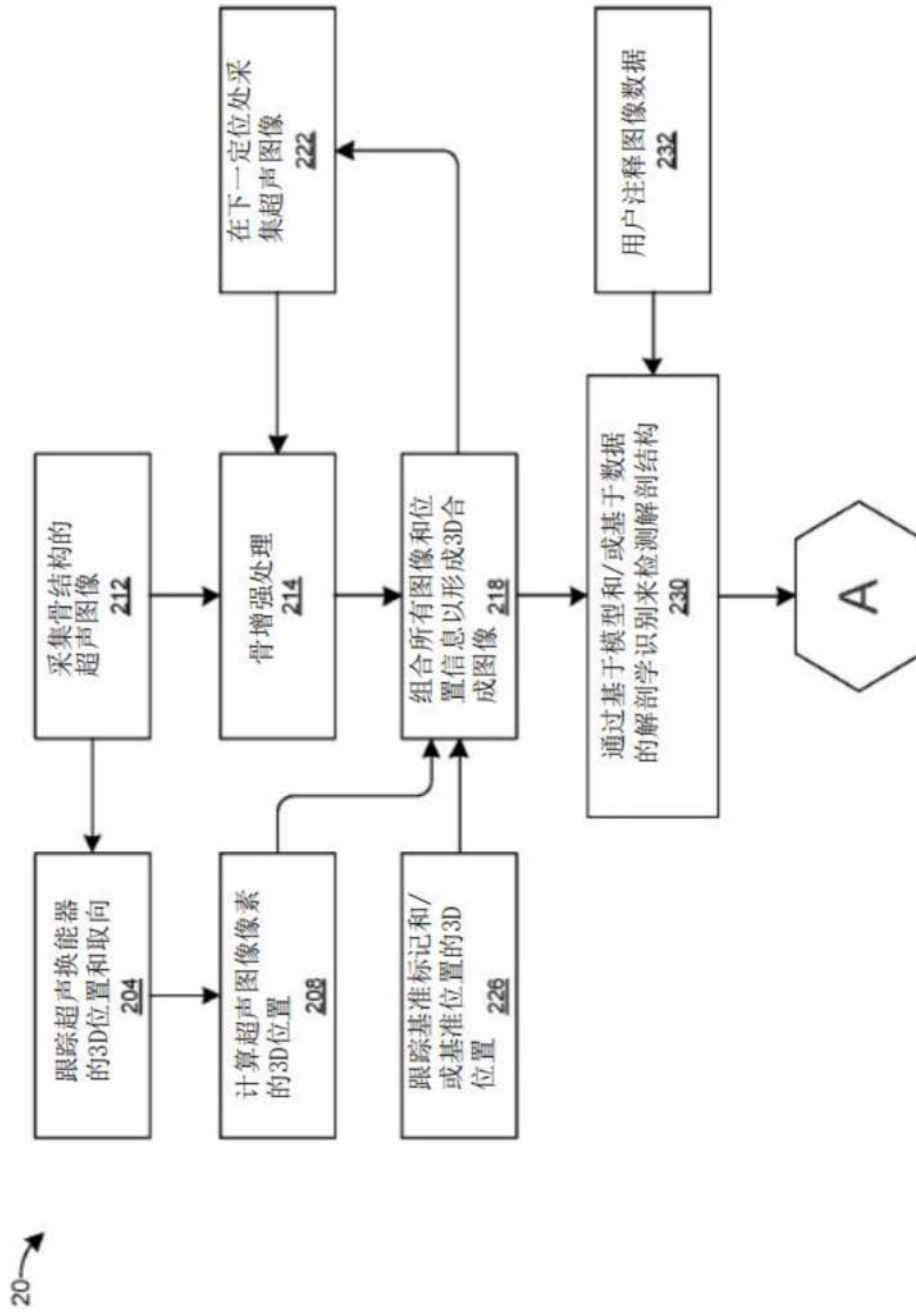 20
跟踪超声换能器
的3D位置和取向
204
采集骨结构的
超声图像
212
计算超声图像像素
的3D位置
208
骨增强处理
214
在下一定位处采
集超声图像
222
跟踪基准标记和/
或基准位置的3D
位置
226
组合所有图像和位
置信息以形成3D合
成图像
218
通过基于模型和/或基于数据
的解剖学识别来检测解剖结构
230
用户注释图像数据
232
A